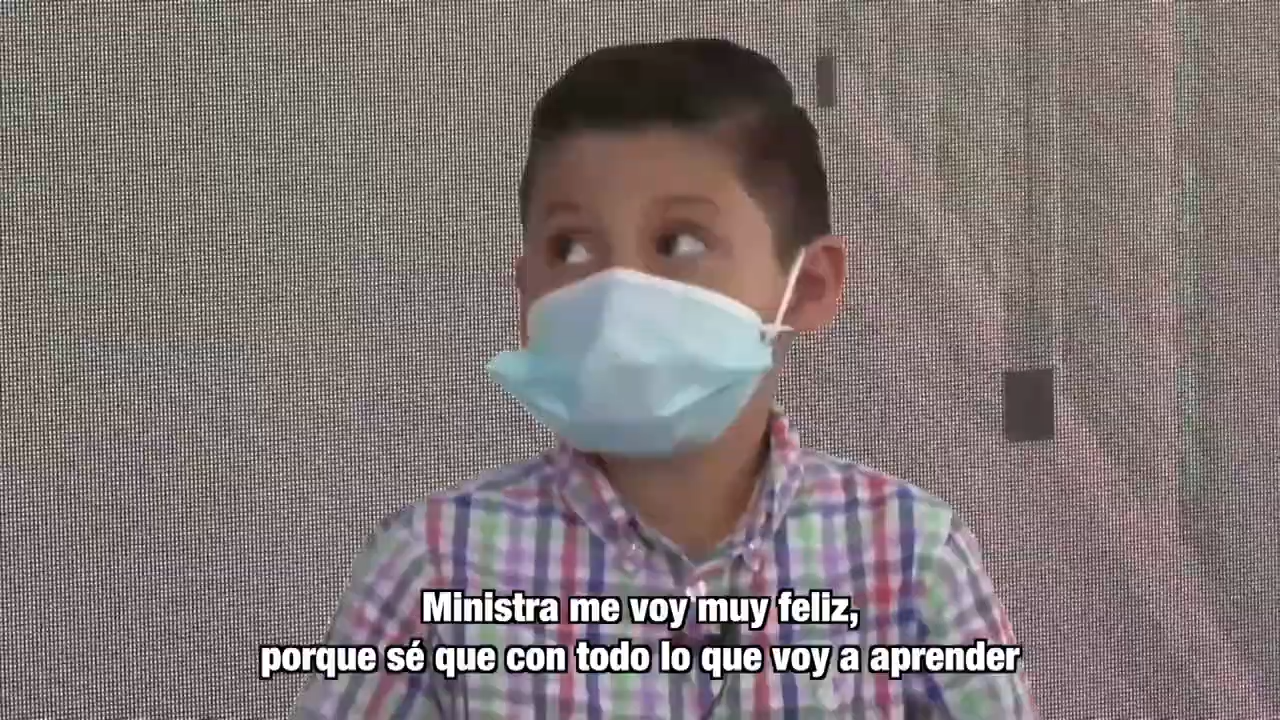 Ministra me voy muy feliz,
porque sé que con todo lo que voy a aprender